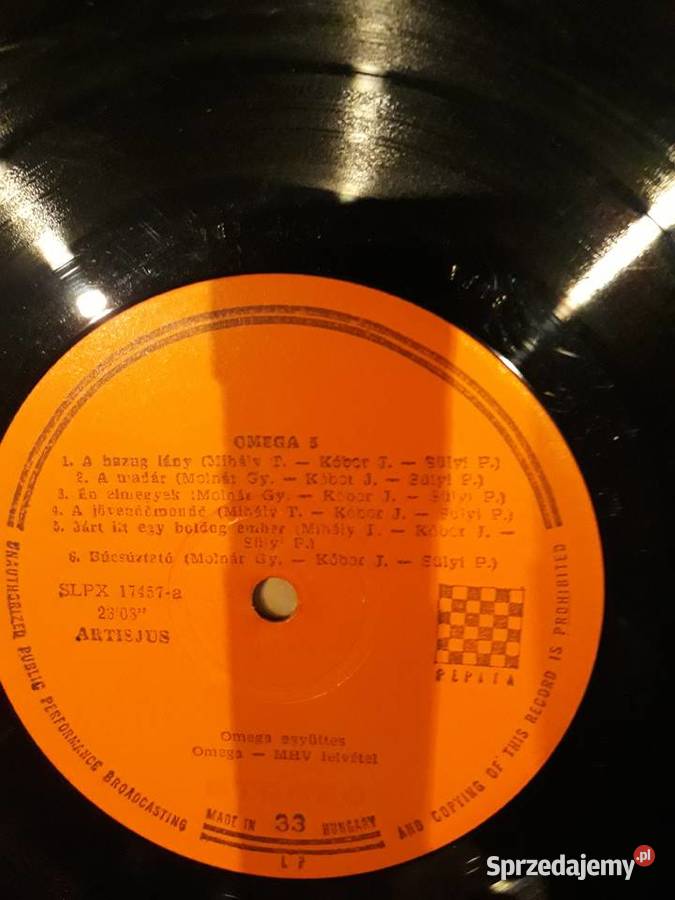 OMEGA 5
1. A hazug lány (Mihály T. — Kóbor J. — Sülyi P.)
2. A madár (Molnár Gy. — Kóbor J. — Sülyi P.)
3. Én elmegyek (Molnár Gy. — Kóbor J. — Sülyi P.)
4. A jövendőmondó (Mihály T. — Kóbor J. — Sülyi P.)
5. Járt itt egy boldog ember (Mihály T. — Kóbor J. —
Sülyi P.)
6. Búcsúztató (Molnár Gy. — Kóbor J. — Sülyi P.)
SLPX 17457-a
23'03"
ARTISJUS
PEPITA
Omega együttes
Omega — MHV felvétel
MADE IN 33 HUNGARY
LP
UNAUTHORIZED PUBLIC PERFORMANCE BROADCASTING AND COPYING OF THIS RECORD IS PROHIBITED
Sprzedajemy.pl